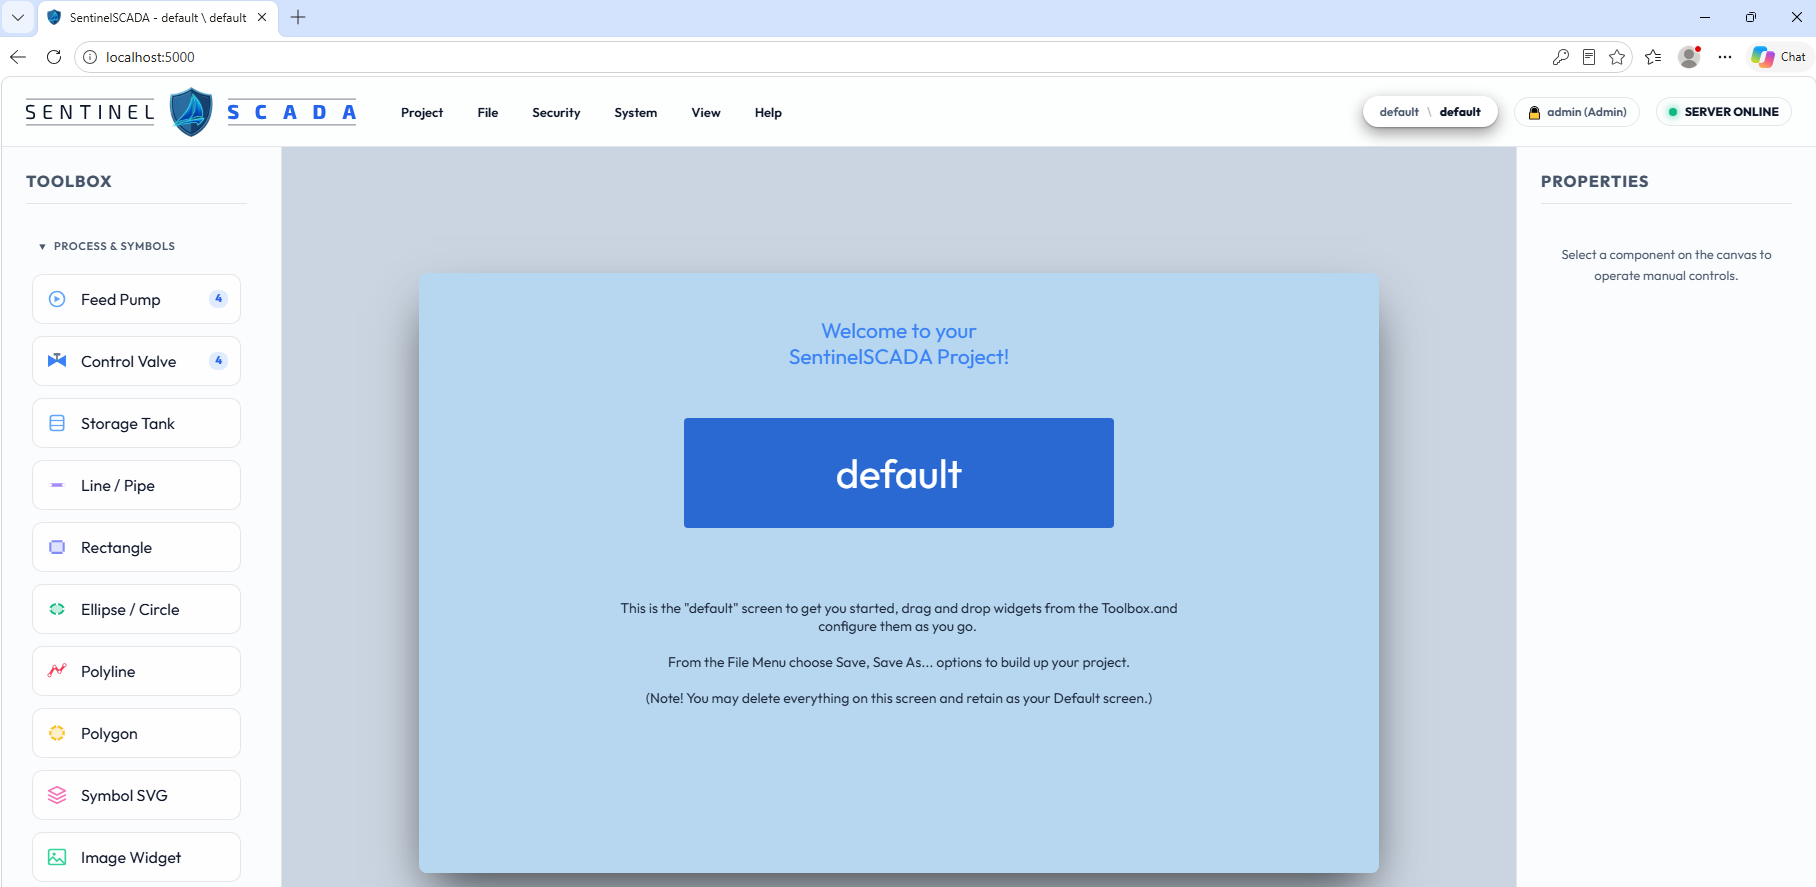 SentinelSCADA - default \ default
localhost:5000
Chat
SENTINEL SCADA
Project File Security System View Help
default \ default
admin (Admin)
SERVER ONLINE
TOOLBOX
PROCESS & SYMBOLS
Feed Pump 4
Control Valve 4
Storage Tank
Line / Pipe
Rectangle
Ellipse / Circle
Polyline
Polygon
Symbol SVG
Image Widget
Welcome to your
SentinelSCADA Project!
default
This is the "default" screen to get you started, drag and drop widgets from the Toolbox.and
configure them as you go.
From the File Menu choose Save, Save As... options to build up your project.
(Note! You may delete everything on this screen and retain as your Default screen.)
PROPERTIES
Select a component on the canvas to
operate manual controls.